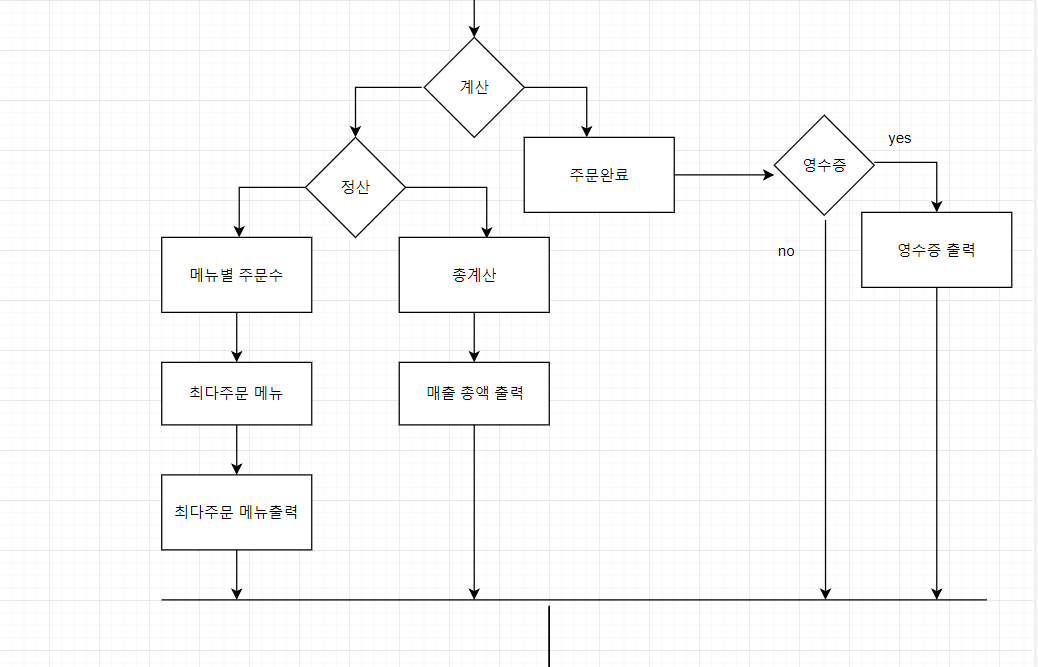 계산
yes
영수증
주문완료
정산
no
영수증 출력
메뉴별 주문수
총계산
최다주문 메뉴
매출 총액 출력
최다주문 메뉴출력